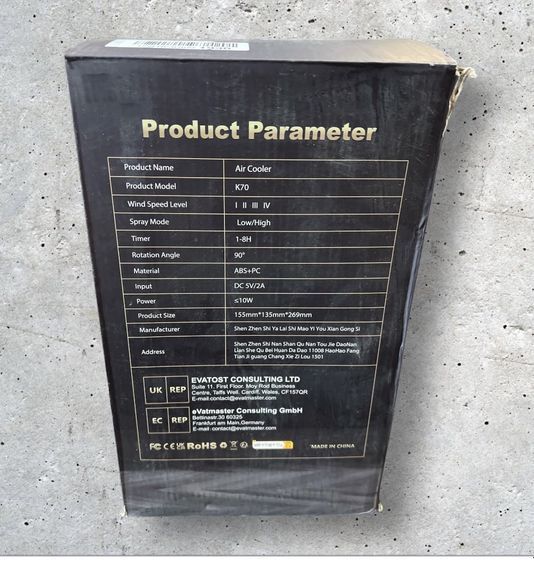 Product Parameter
Product Name Air Cooler
Product Model K70
Wind Speed Level I II III IV
Spray Mode Low/High
Timer 1-8H
Rotation Angle 90°
Material ABS+PC
Input DC 5V/2A
Power ≤10W
Product Size 155mm*135mm*269mm
Manufacturer Shen Zhen Shi Ya Lai Shi Mao Yi You Xian Gong Si
Address Shen Zhen Shi Nan Shan Qu Nan Tou Jie DaoNan
Lian She Qu Bei Huan Da Dao 11008 HaoHao Fang
Tian Ji guang Chang Xie Zi Lou 1501
UK REP EVATOST CONSULTING LTD
Suite 11, First Floor, Moy Rod Business
Centre, Taffs Well, Cardiff, Wales, CF157QR
E-mail:contact@evatmaster.com
EC REP eVatmaster Consulting GmbH
Bettinastr.30 60325
Frankfurt am Main,Germany
E-mail: contact@evatmaster.com
FC CE UKCA RoHS MADE IN CHINA